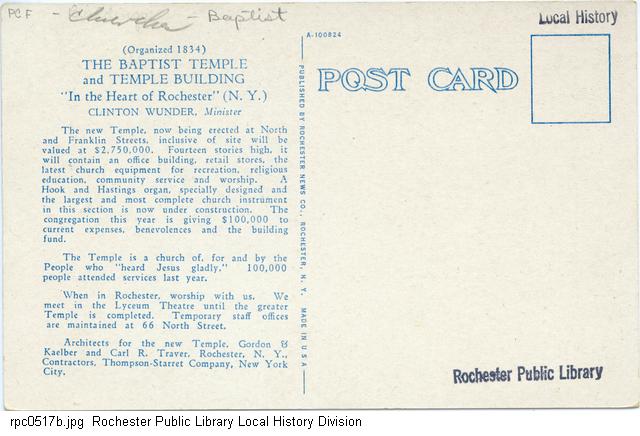 PCF - Churches - Baptist
Local History
(Organized 1834)
THE BAPTIST TEMPLE
and TEMPLE BUILDING
"In the Heart of Rochester" (N. Y.)
CLINTON WUNDER, Minister
The new Temple, now being erected at North
and Franklin Streets, inclusive of site will be
valued at $2,750,000. Fourteen stories high, it
will contain an office building, retail stores, the
latest church equipment for recreation, religious
education, community service and worship. A
Hook and Hastings organ, specially designed and
the largest and most complete church instrument
in this section is now under construction. The
congregation this year is giving $100,000 to
current expenses, benevolences and the building
fund.
The Temple is a church of, for and by the
People who "heard Jesus gladly." 100,000
people attended services last year.
When in Rochester, worship with us. We
meet in the Lyceum Theatre until the greater
Temple is completed. Temporary staff offices
are maintained at 66 North Street.
Architects for the new Temple, Gordon &
Kaelber and Carl R. Traver, Rochester, N. Y.,
Contractors, Thompson-Starret Company, New York
City.
A-100824
PUBLISHED BY ROCHESTER NEWS CO., ROCHESTER, N. Y. MADE IN U S A
POST CARD
Rochester Public Library
rpc0517b.jpg Rochester Public Library Local History Division